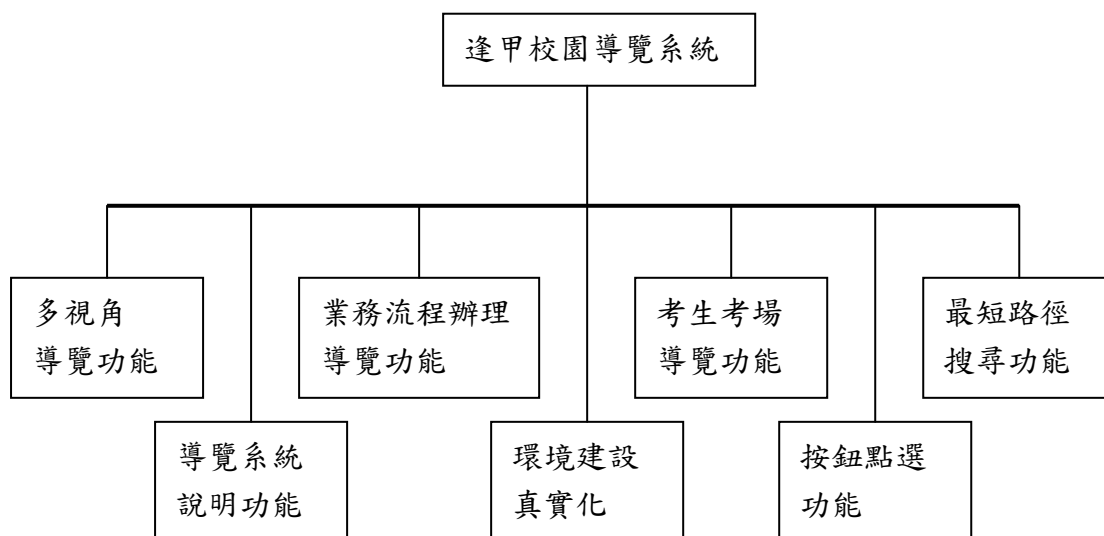 逢甲校園導覽系統
多視角
導覽功能
業務流程辦理
導覽功能
考生考場
導覽功能
最短路徑
搜尋功能
導覽系統
說明功能
環境建設
真實化
按鈕點選
功能